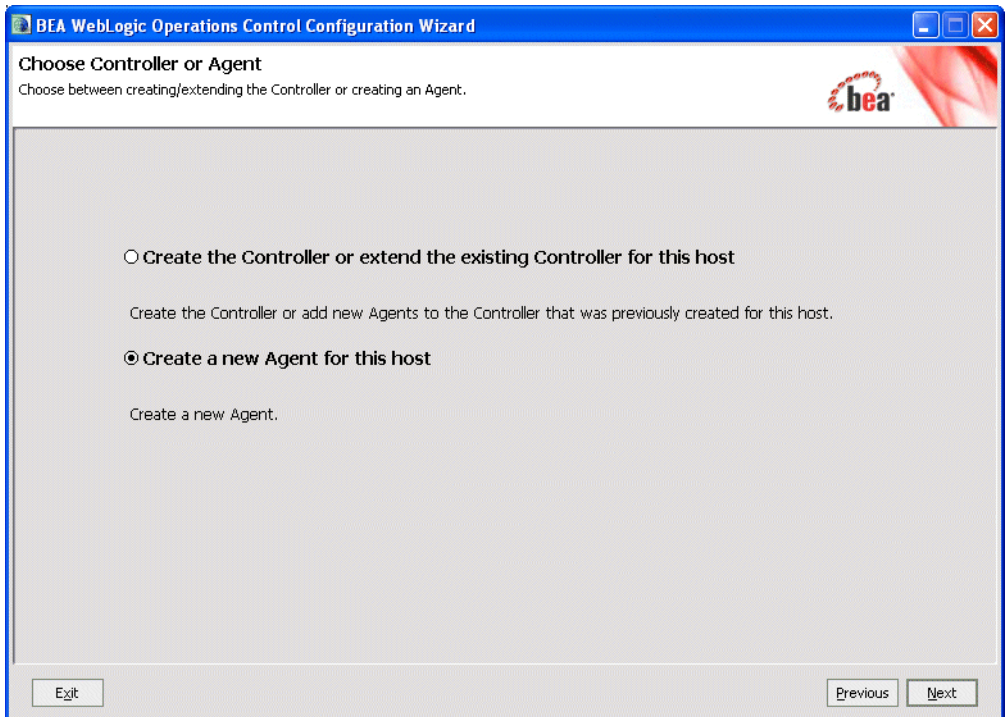 BEA WebLogic Operations Control Configuration Wizard
Choose Controller or Agent
Choose between creating/extending the Controller or creating an Agent.
bea
Create the Controller or extend the existing Controller for this host
Create the Controller or add new Agents to the Controller that was previously created for this host.
Create a new Agent for this host
Create a new Agent.
Exit
Previous
Next